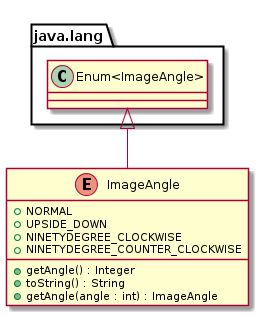 java.lang
C Enum<ImageAngle>
E ImageAngle
NORMAL
UPSIDE_DOWN
NINETYDEGREE_CLOCKWISE
NINETYDEGREE_COUNTER_CLOCKWISE
getAngle() : Integer
toString() : String
getAngle(angle : int) : ImageAngle